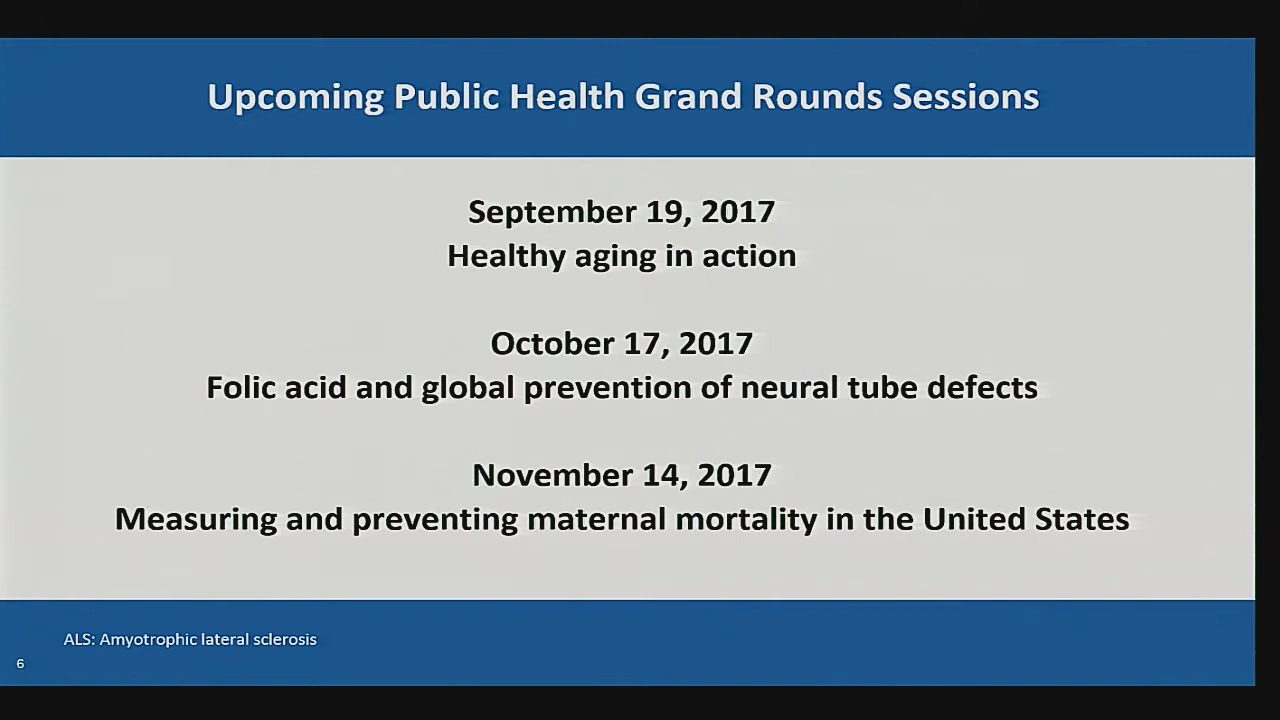 Upcoming Public Health Grand Rounds Sessions
September 19, 2017
Healthy aging in action
October 17, 2017
Folic acid and global prevention of neural tube defects
November 14, 2017
Measuring and preventing maternal mortality in the United States
ALS: Amyotrophic lateral sclerosis
6